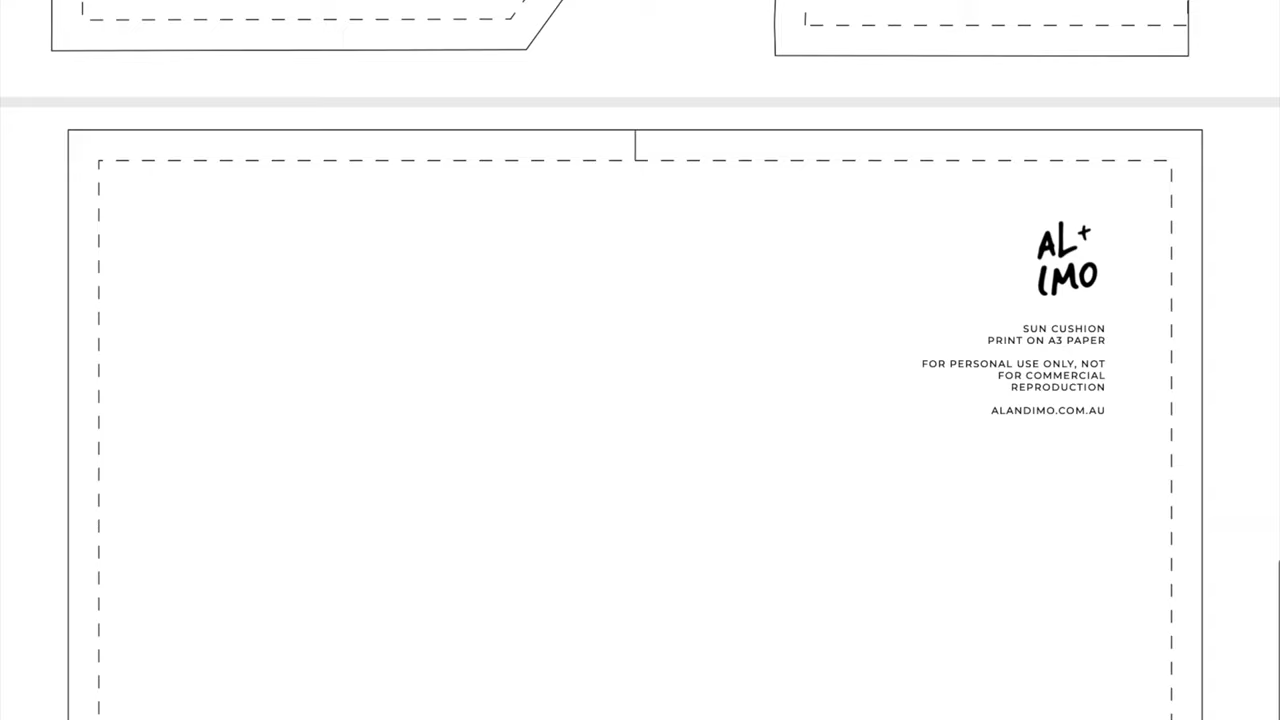 AL+
IMO
SUN CUSHION
PRINT ON A3 PAPER
FOR PERSONAL USE ONLY, NOT
FOR COMMERCIAL
REPRODUCTION
ALANDIMO.COM.AU